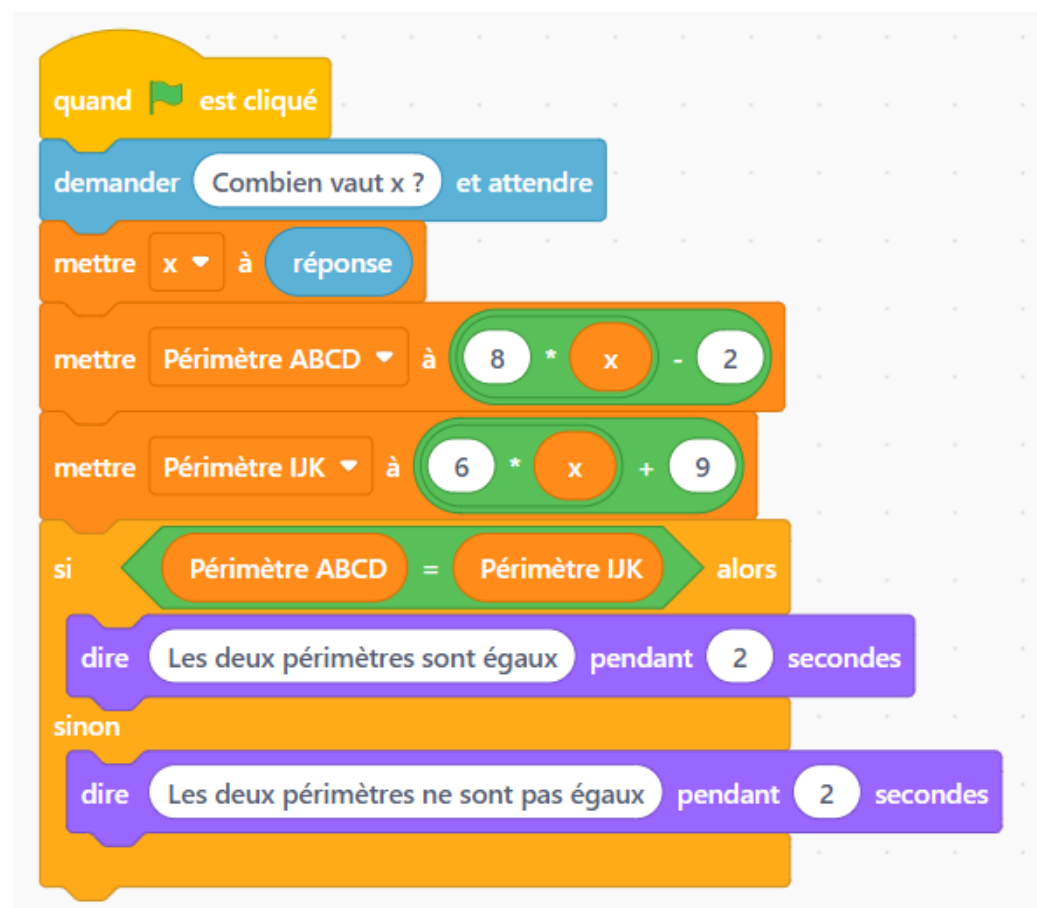 quand est cliqué
demander Combien vaut x ? et attendre
mettre x à réponse
mettre Périmètre ABCD à 8 * x - 2
mettre Périmètre IJK à 6 * x + 9
si Périmètre ABCD = Périmètre IJK alors
dire Les deux périmètres sont égaux pendant 2 secondes
sinon
dire Les deux périmètres ne sont pas égaux pendant 2 secondes